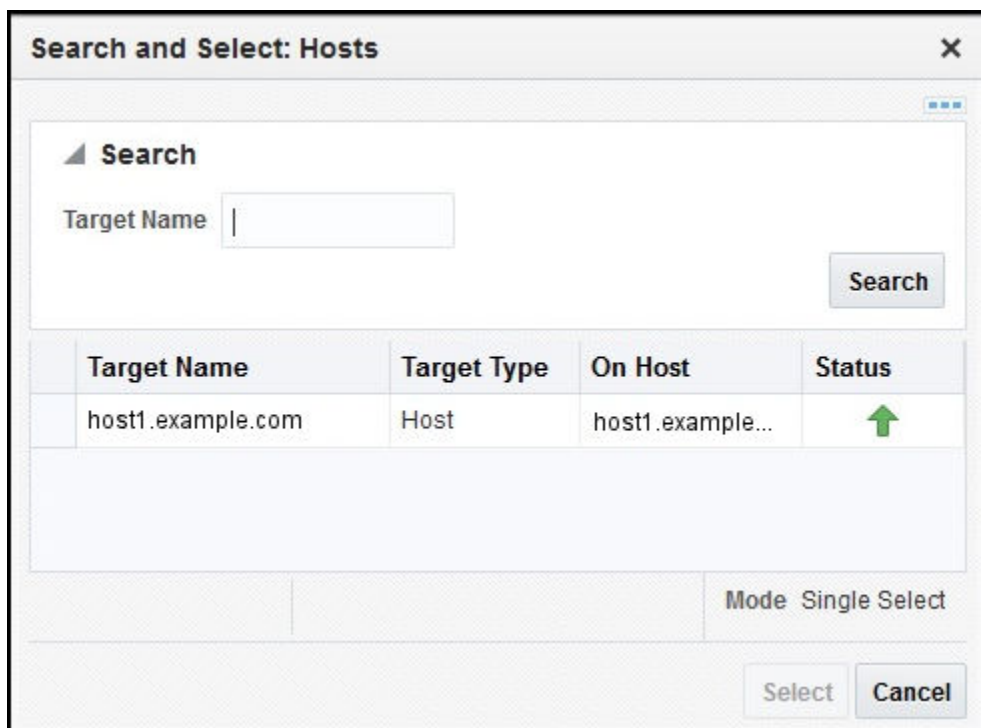 Search and Select: Hosts
Search
Target Name
Search
Target Name Target Type On Host Status
host1.example.com Host host1.example...
Mode Single Select
Select Cancel